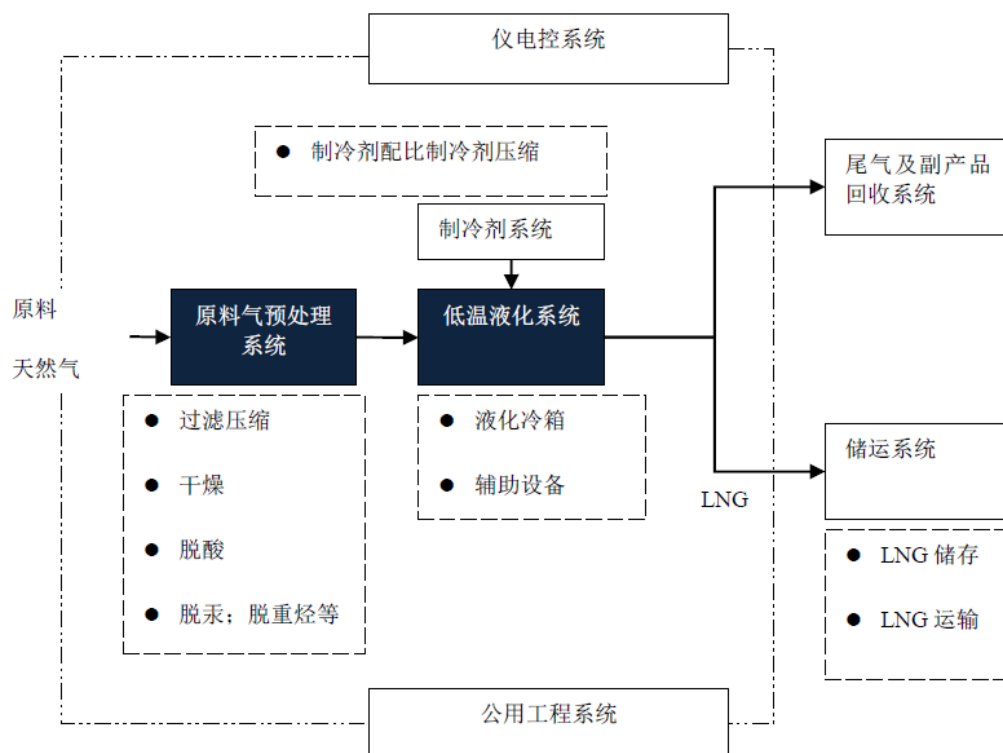 仪电控系统
● 制冷剂配比制冷剂压缩
尾气及副产品
回收系统
制冷剂系统
原料
天然气
原料气预处理
系统
低温液化系统
● 过滤压缩
● 干燥
● 脱酸
● 脱汞；脱重烃等
● 液化冷箱
● 辅助设备
LNG
储运系统
● LNG 储存
● LNG 运输
公用工程系统